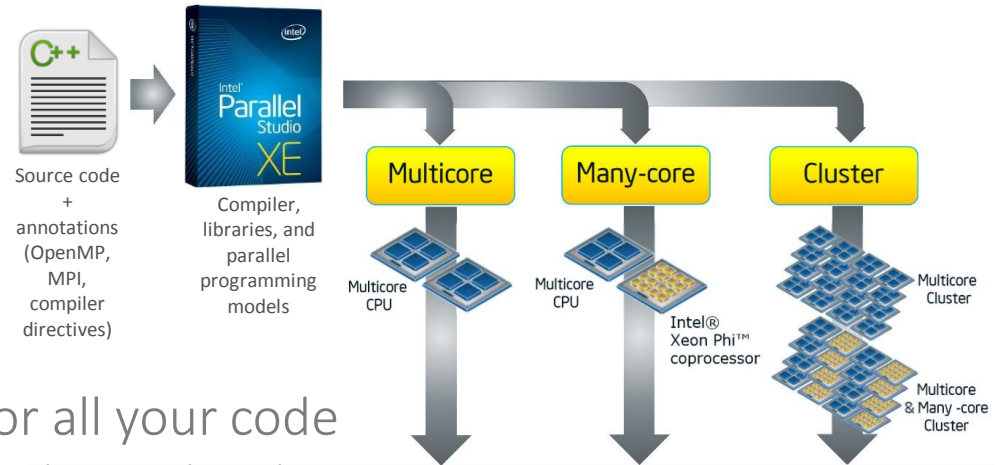 C++
Source code
+
annotations
(OpenMP,
MPI,
compiler
directives)
intel
Intel®
Parallel
Studio
XE
Compiler,
libraries, and
parallel
programming
models
Multicore
Many-core
Cluster
Multicore
CPU
Multicore
CPU
Intel®
Xeon Phi™
coprocessor
Multicore
Cluster
Multicore
& Many -core
Cluster
or all your code